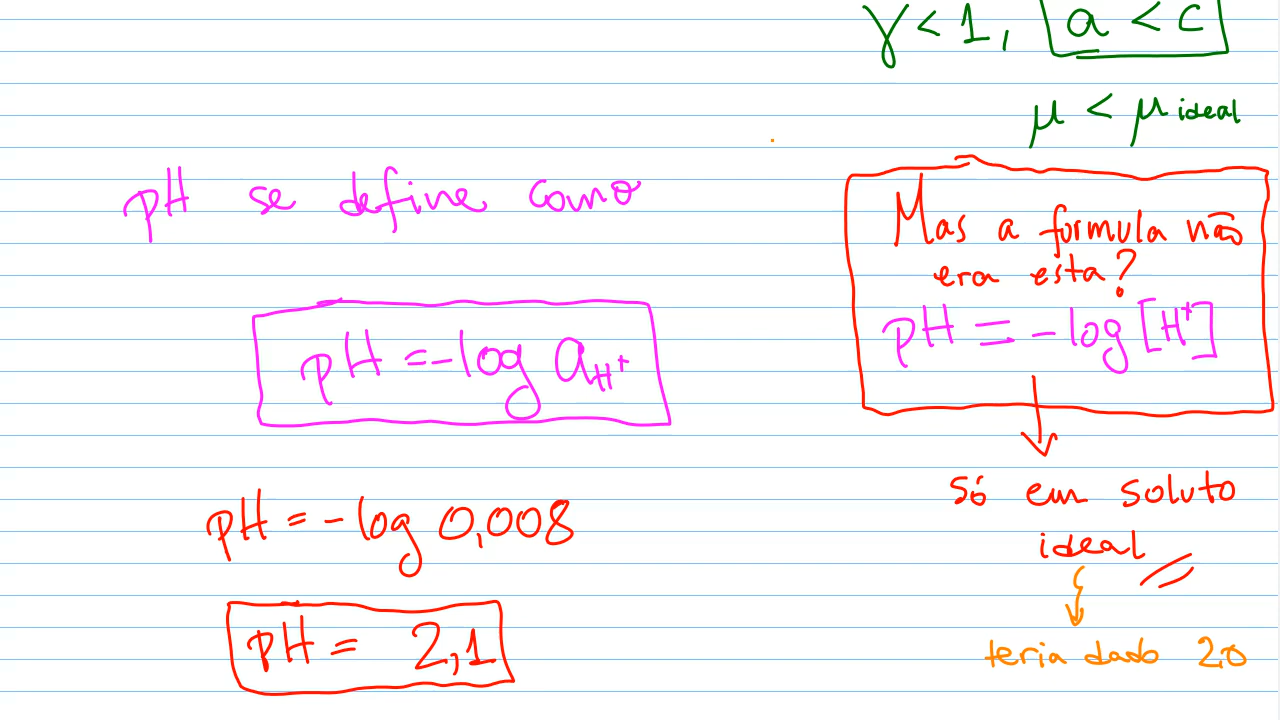 γ < 1, a < c
μ < μ ideal
pH se define como
pH = -log aH⁺
pH = -log 0,008
pH = 2,1
Mas a formula não
era esta?
pH = -log [H⁺]
só em soluto
ideal
teria dado 2,0